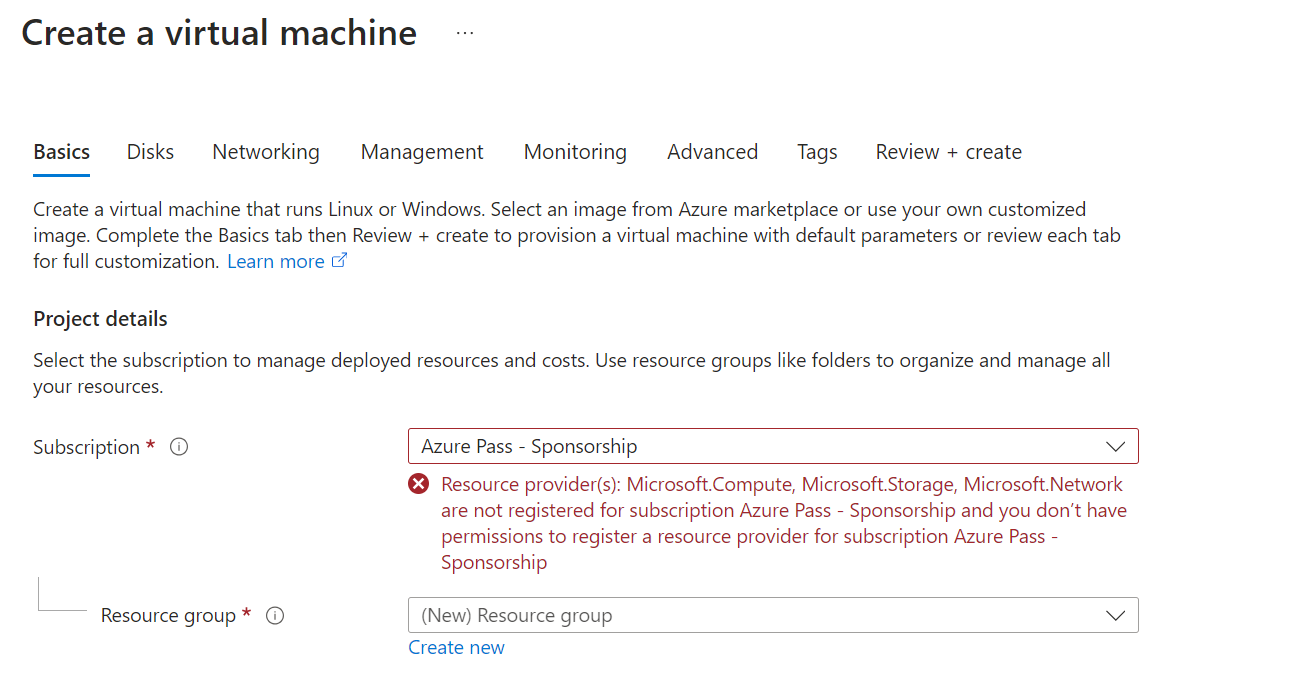 Create a virtual machine ...
Basics Disks Networking Management Monitoring Advanced Tags Review + create
Create a virtual machine that runs Linux or Windows. Select an image from Azure marketplace or use your own customized
image. Complete the Basics tab then Review + create to provision a virtual machine with default parameters or review each tab
for full customization. Learn more
Project details
Select the subscription to manage deployed resources and costs. Use resource groups like folders to organize and manage all
your resources.
Subscription *
Azure Pass - Sponsorship
Resource provider(s): Microsoft.Compute, Microsoft.Storage, Microsoft.Network
are not registered for subscription Azure Pass - Sponsorship and you don’t have
permissions to register a resource provider for subscription Azure Pass -
Sponsorship
Resource group *
(New) Resource group
Create new